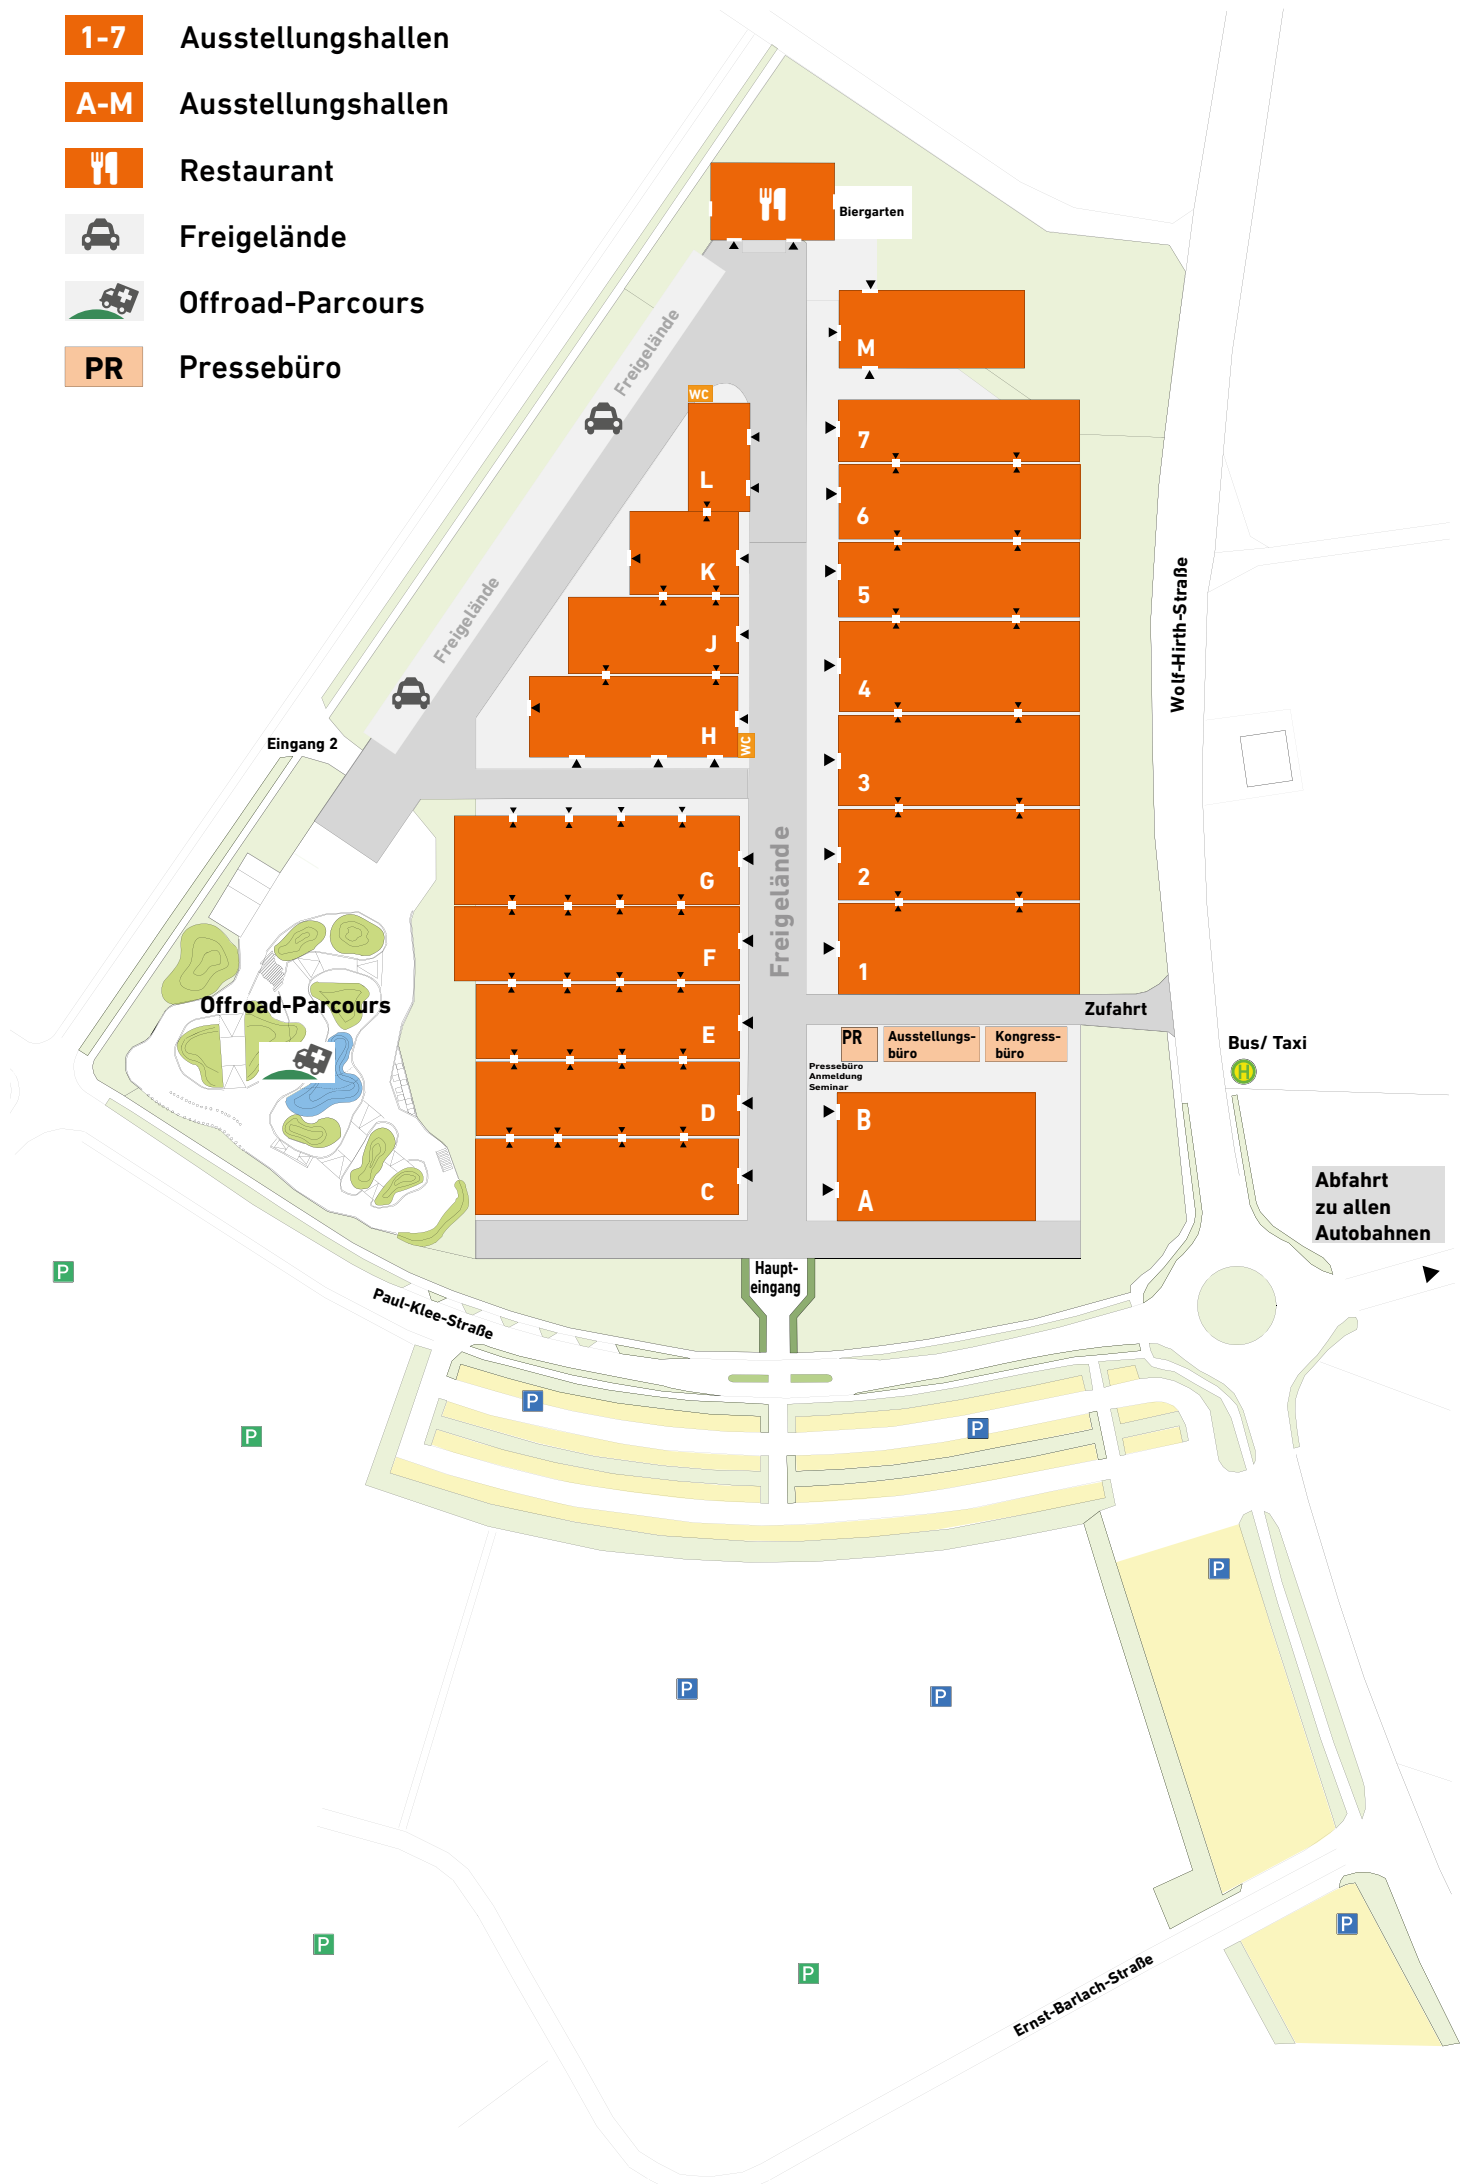 1-7 Ausstellungshallen
A-M Ausstellungshallen
Restaurant
Freigelände
Offroad-Parcours
PR Pressebüro
Biergarten
M
Freigelände
WC
7
L
6
K
5
Freigelände
J
4
H
WC
Eingang 2
3
Wolf-Hirth-Straße
G
2
Freigelände
F
1
Offroad-Parcours
Zufahrt
E
PR
Ausstellungs-
büro
Kongress-
büro
Bus/ Taxi
H
Pressebüro
Anmeldung
Seminar
D
B
C
A
Abfahrt
zu allen
Autobahnen
Haupt-
eingang
P
Paul-Klee-Straße
P
P
P
P
P
P
P
P
P
Ernst-Barlach-Straße